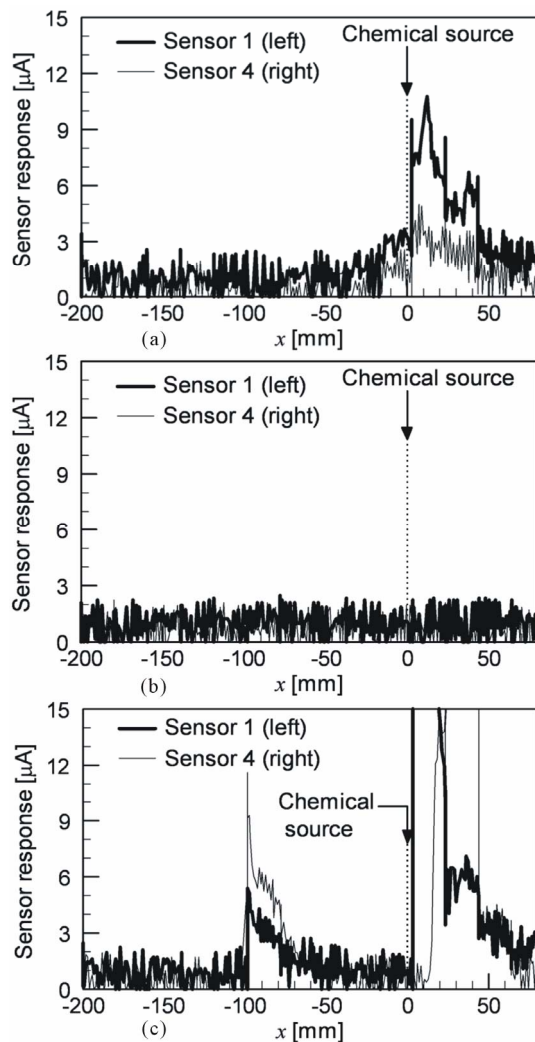 Sensor response [μA]
15
12
9
6
3
0
Sensor 1 (left)
Sensor 4 (right)
Chemical source
-200
-150
-100
-50
0
50
(a)
x [mm]
Sensor response [μA]
15
12
9
6
3
0
Sensor 1 (left)
Sensor 4 (right)
Chemical source
-200
-150
-100
-50
0
50
(b)
x [mm]
Sensor response [μA]
15
12
9
6
3
0
Sensor 1 (left)
Sensor 4 (right)
Chemical
source
-200
-150
-100
-50
0
50
(c)
x [mm]